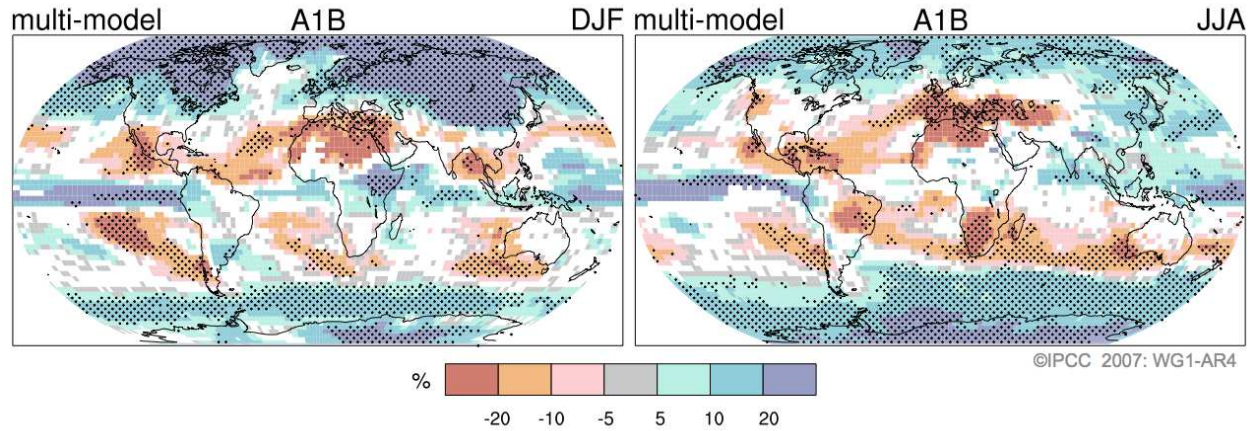 multi-model A1B DJF
multi-model A1B JJA
©IPCC 2007: WG1-AR4
%
-20 -10 -5 5 10 20